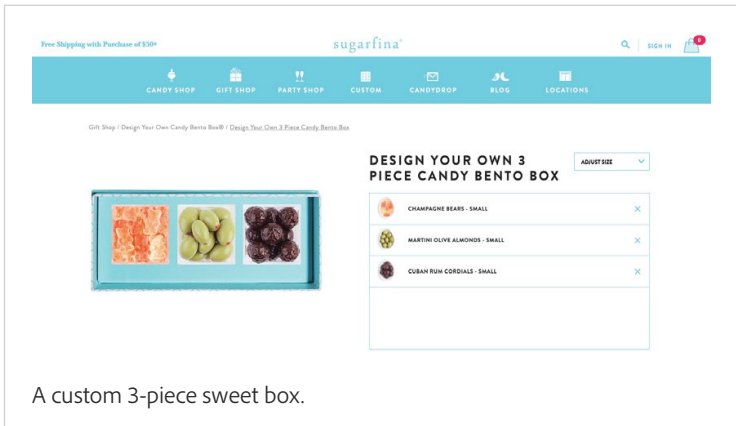 Free Shipping with Purchase of $50*
sugarfina
SIGN IN
0
CANDY SHOP GIFT SHOP PARTY SHOP CUSTOM CANDYDROP BLOG LOCATIONS
Gift Shop / Design Your Own Candy Bento Box® / Design Your Own 3 Piece Candy Bento Box
DESIGN YOUR OWN 3
PIECE CANDY BENTO BOX
ADJUST SIZE
CHAMPAGNE BEARS - SMALL
MARTINI OLIVE ALMONDS - SMALL
CUBAN RUM CORDIALS - SMALL
A custom 3-piece sweet box.